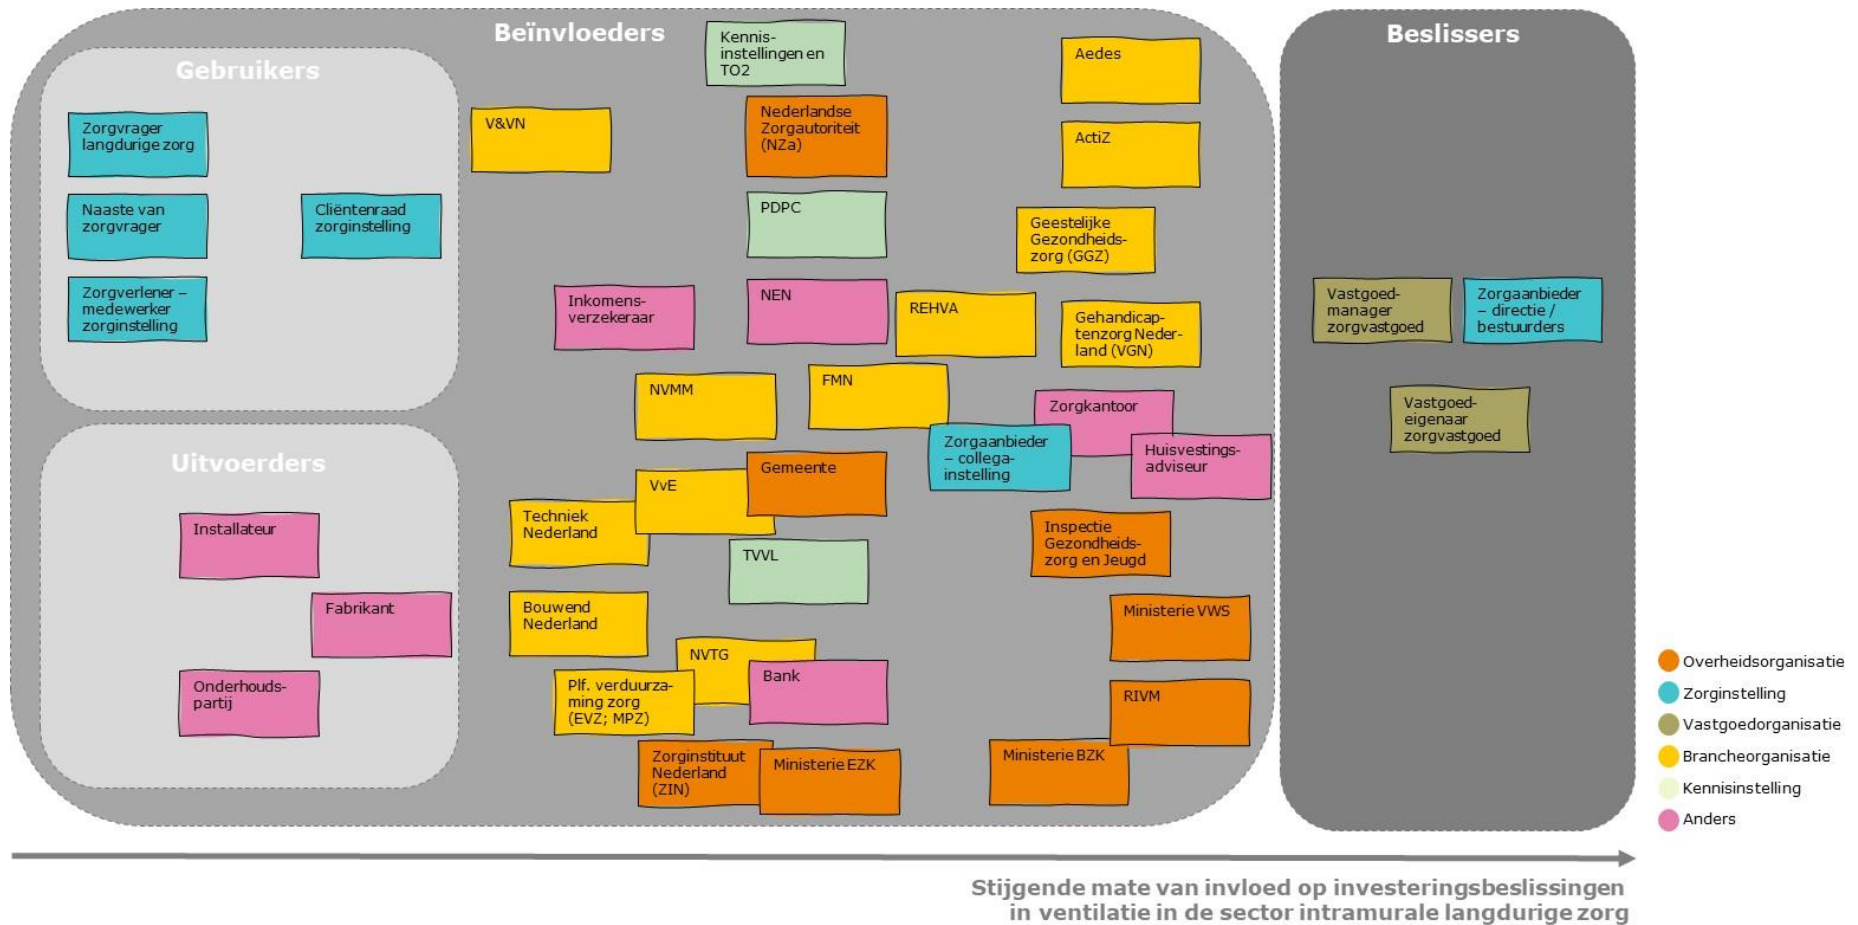 Beïnvloeders
Beslissers
Gebruikers
Zorgvrager
langdurige zorg
Naaste van
zorgvrager
Cliëntenraad
zorginstelling
Zorgverlener –
medewerker
zorginstelling
Uitvoerders
Installateur
Fabrikant
Onderhouds-
partij
Kennis-
instellingen en
TO2
Aedes
V&VN
Nederlandse
Zorgautoriteit
(NZa)
ActiZ
PDPC
Geestelijke
Gezondheids-
zorg (GGZ)
Inkomens-
verzekeraar
NEN
REHVA
Gehandicap-
tenzorg Neder-
land (VGN)
NVMM
FMN
Zorgkantoor
Zorgaanbieder
– collega-
instelling
Huisvestings-
adviseur
VvE
Gemeente
Techniek
Nederland
TVVL
Inspectie
Gezondheids-
zorg en Jeugd
Bouwend
Nederland
Ministerie VWS
NVTG
Bank
Plf. verduurza-
ming zorg
(EVZ; MPZ)
RIVM
Zorginstituut
Nederland
(ZIN)
Ministerie EZK
Ministerie BZK
Vastgoed-
manager
zorgvastgoed
Zorgaanbieder
– directie /
bestuurders
Vastgoed-
eigenaar
zorgvastgoed
Overheidsorganisatie
Zorginstelling
Vastgoedorganisatie
Brancheorganisatie
Kennisinstelling
Anders
Stijgende mate van invloed op investeringsbeslissingen
in ventilatie in de sector intramurale langdurige zorg